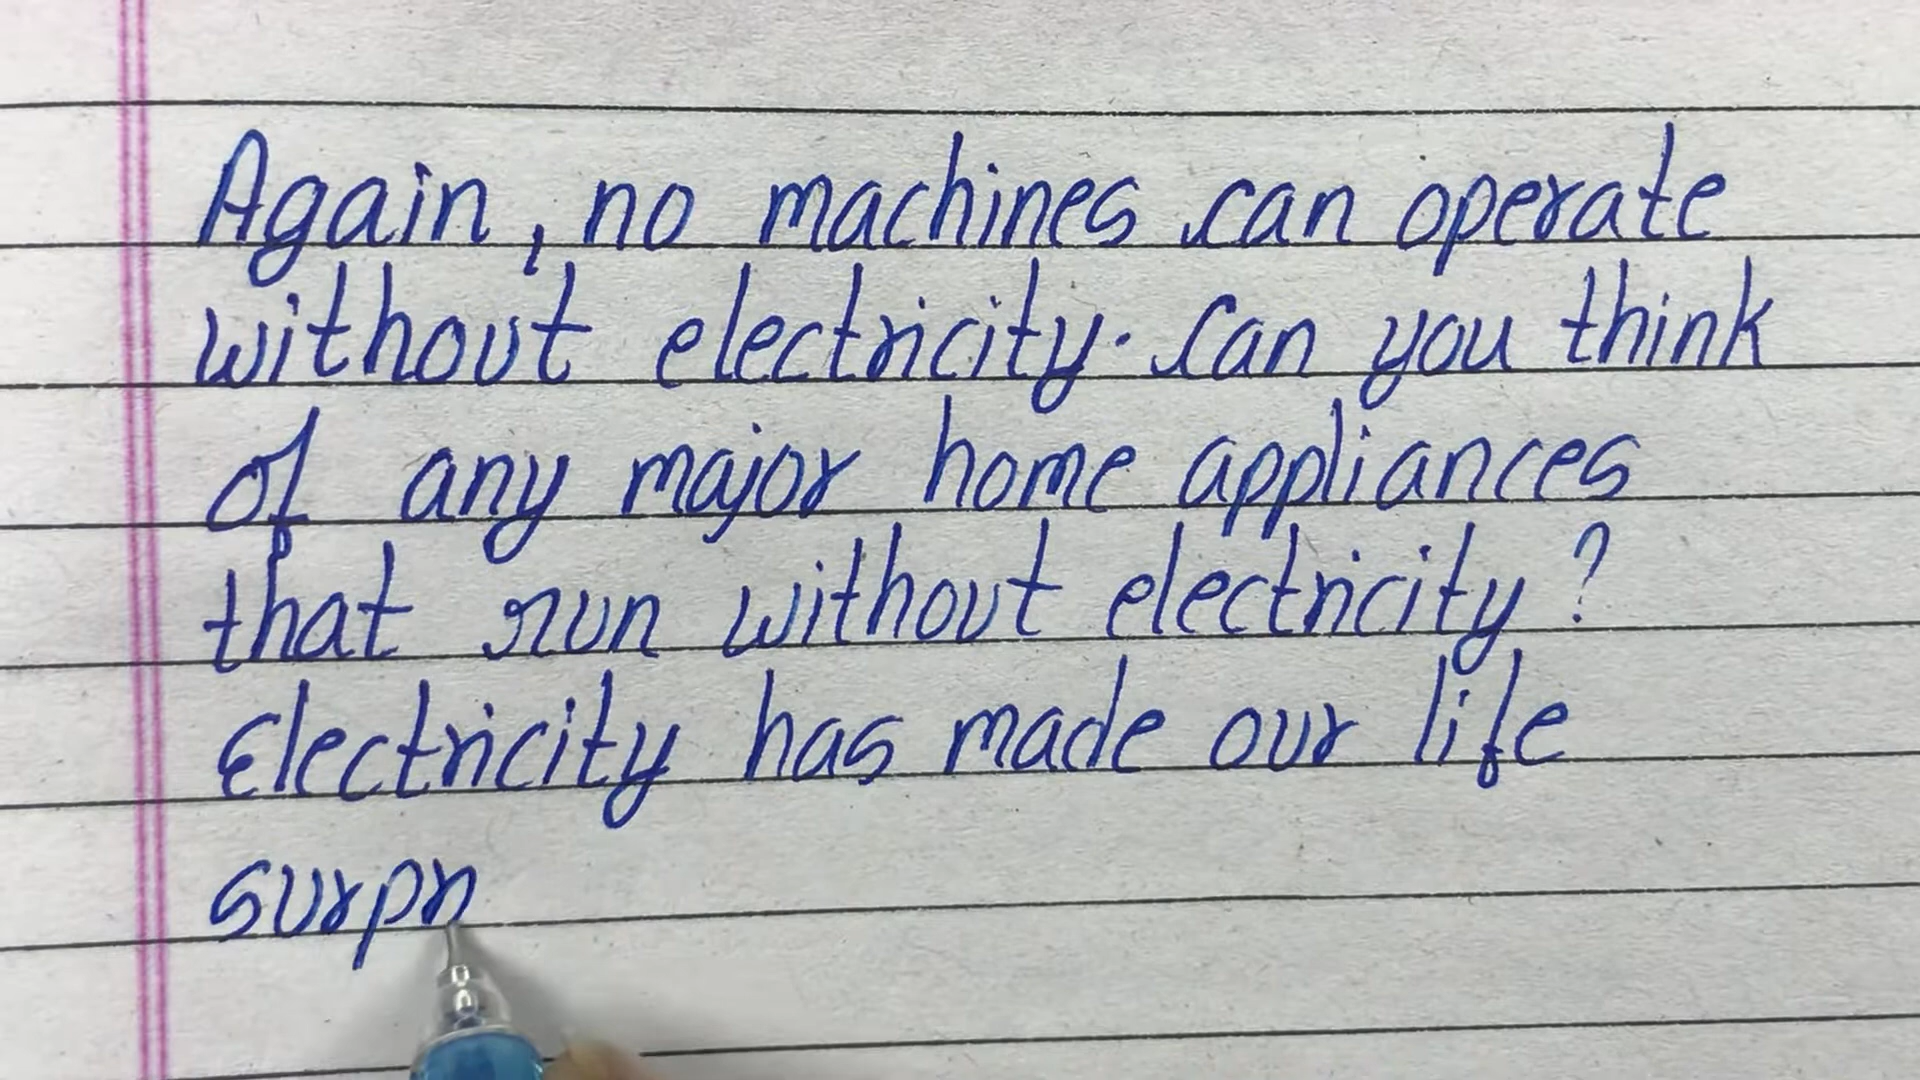 Again, no machines can operate
without electricity. Can you think
of any major home appliances
that run without electricity?
Electricity has made our life
surpr